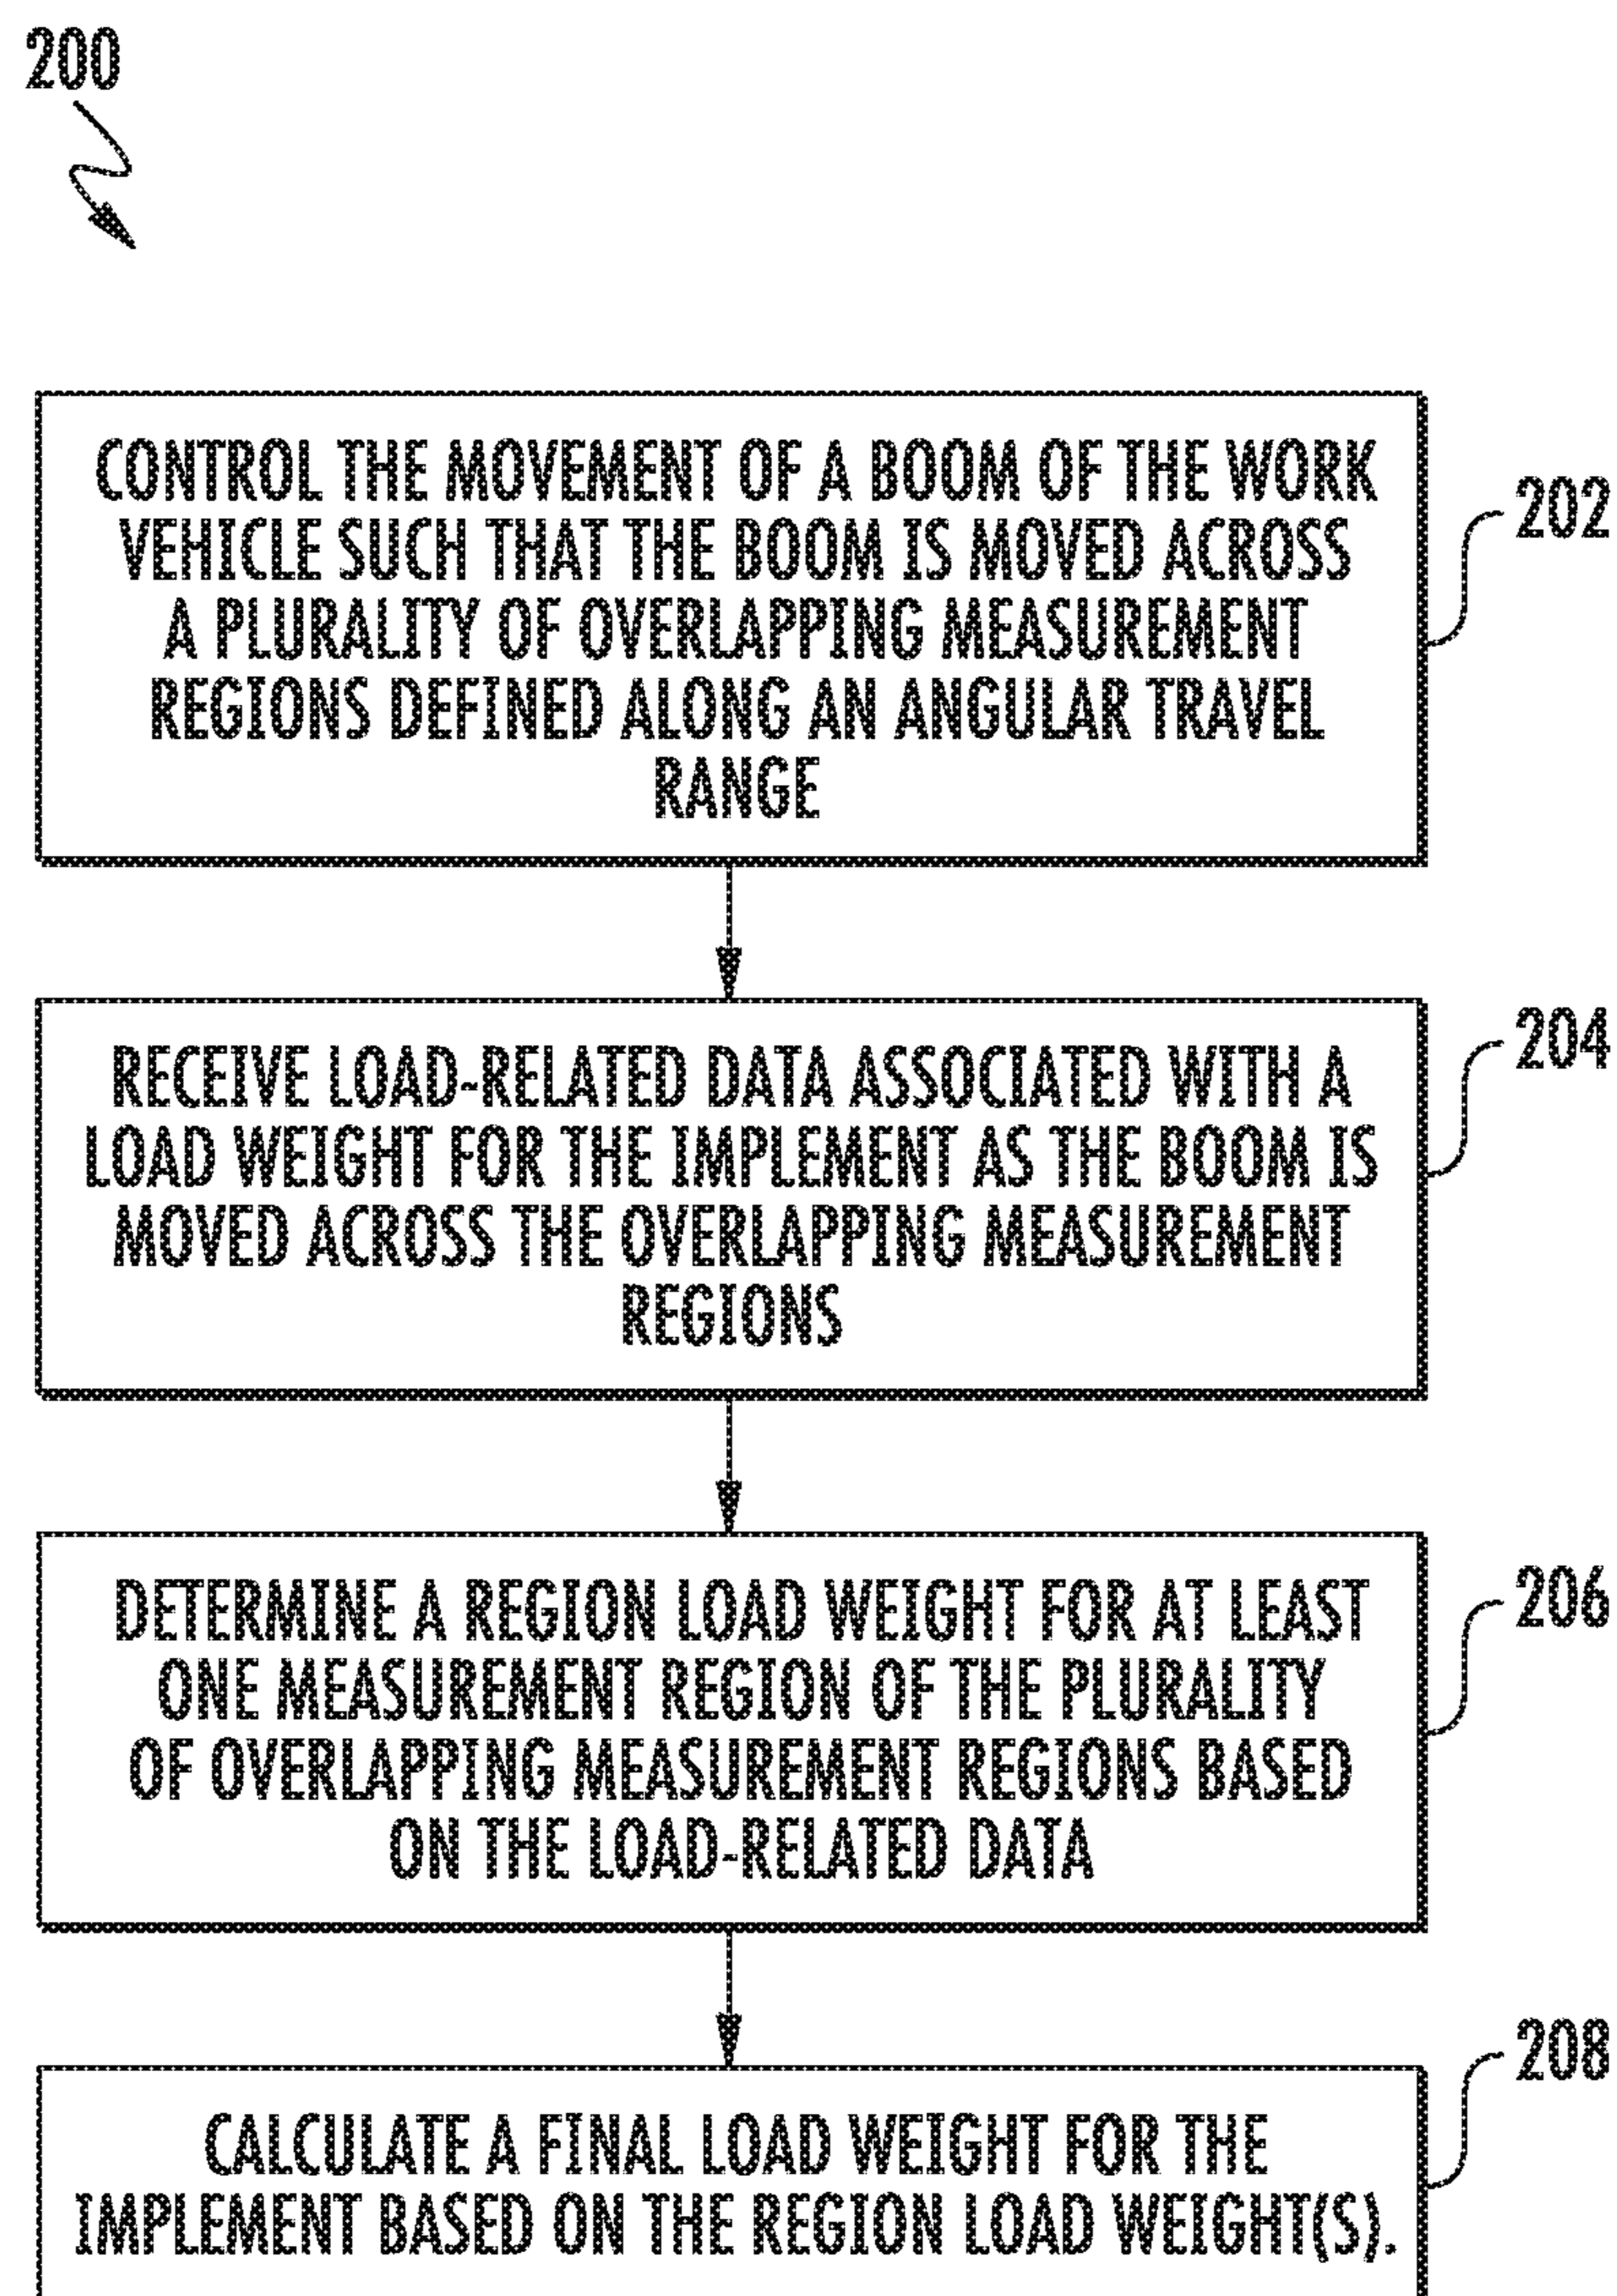 200
CONTROL THE MOVEMENT OF A BOOM OF THE WORK
VEHICLE SUCH THAT THE BOOM IS MOVED ACROSS
A PLURALITY OF OVERLAPPING MEASUREMENT
REGIONS DEFINED ALONG AN ANGULAR TRAVEL
RANGE
202
RECEIVE LOAD-RELATED DATA ASSOCIATED WITH A
LOAD WEIGHT FOR THE IMPLEMENT AS THE BOOM IS
MOVED ACROSS THE OVERLAPPING MEASUREMENT
REGIONS
204
DETERMINE A REGION LOAD WEIGHT FOR AT LEAST
ONE MEASUREMENT REGION OF THE PLURALITY
OF OVERLAPPING MEASUREMENT REGIONS BASED
ON THE LOAD-RELATED DATA
206
CALCULATE A FINAL LOAD WEIGHT FOR THE
IMPLEMENT BASED ON THE REGION LOAD WEIGHT(S).
208